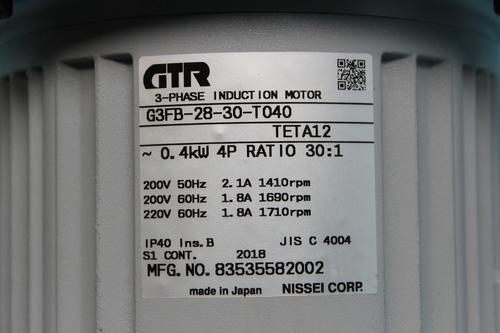 GTR
3-PHASE INDUCTION MOTOR
G3FB-28-30-T040
TETA12
~ 0.4kW 4P RATIO 30:1
200V 50Hz 2.1A 1410rpm
200V 60Hz 1.8A 1690rpm
220V 60Hz 1.8A 1710rpm
IP40 Ins.B JIS C 4004
S1 CONT. 2018
MFG.NO.83535582002
made in Japan NISSEI CORP.